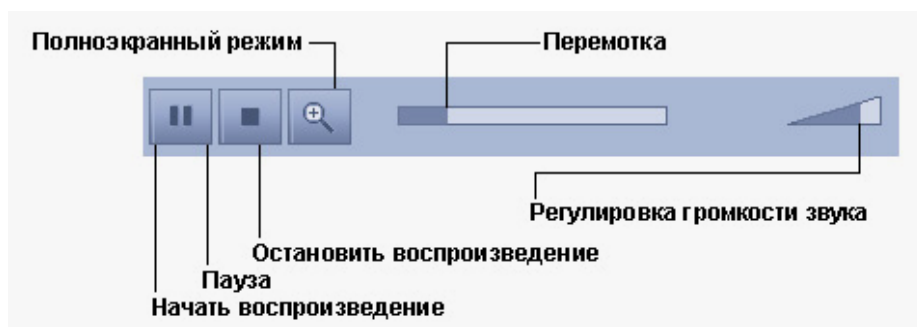 Полноэкранный режим
Перемотка
Регулировка громкости звука
Остановить воспроизведение
Пауза
Начать воспроизведение